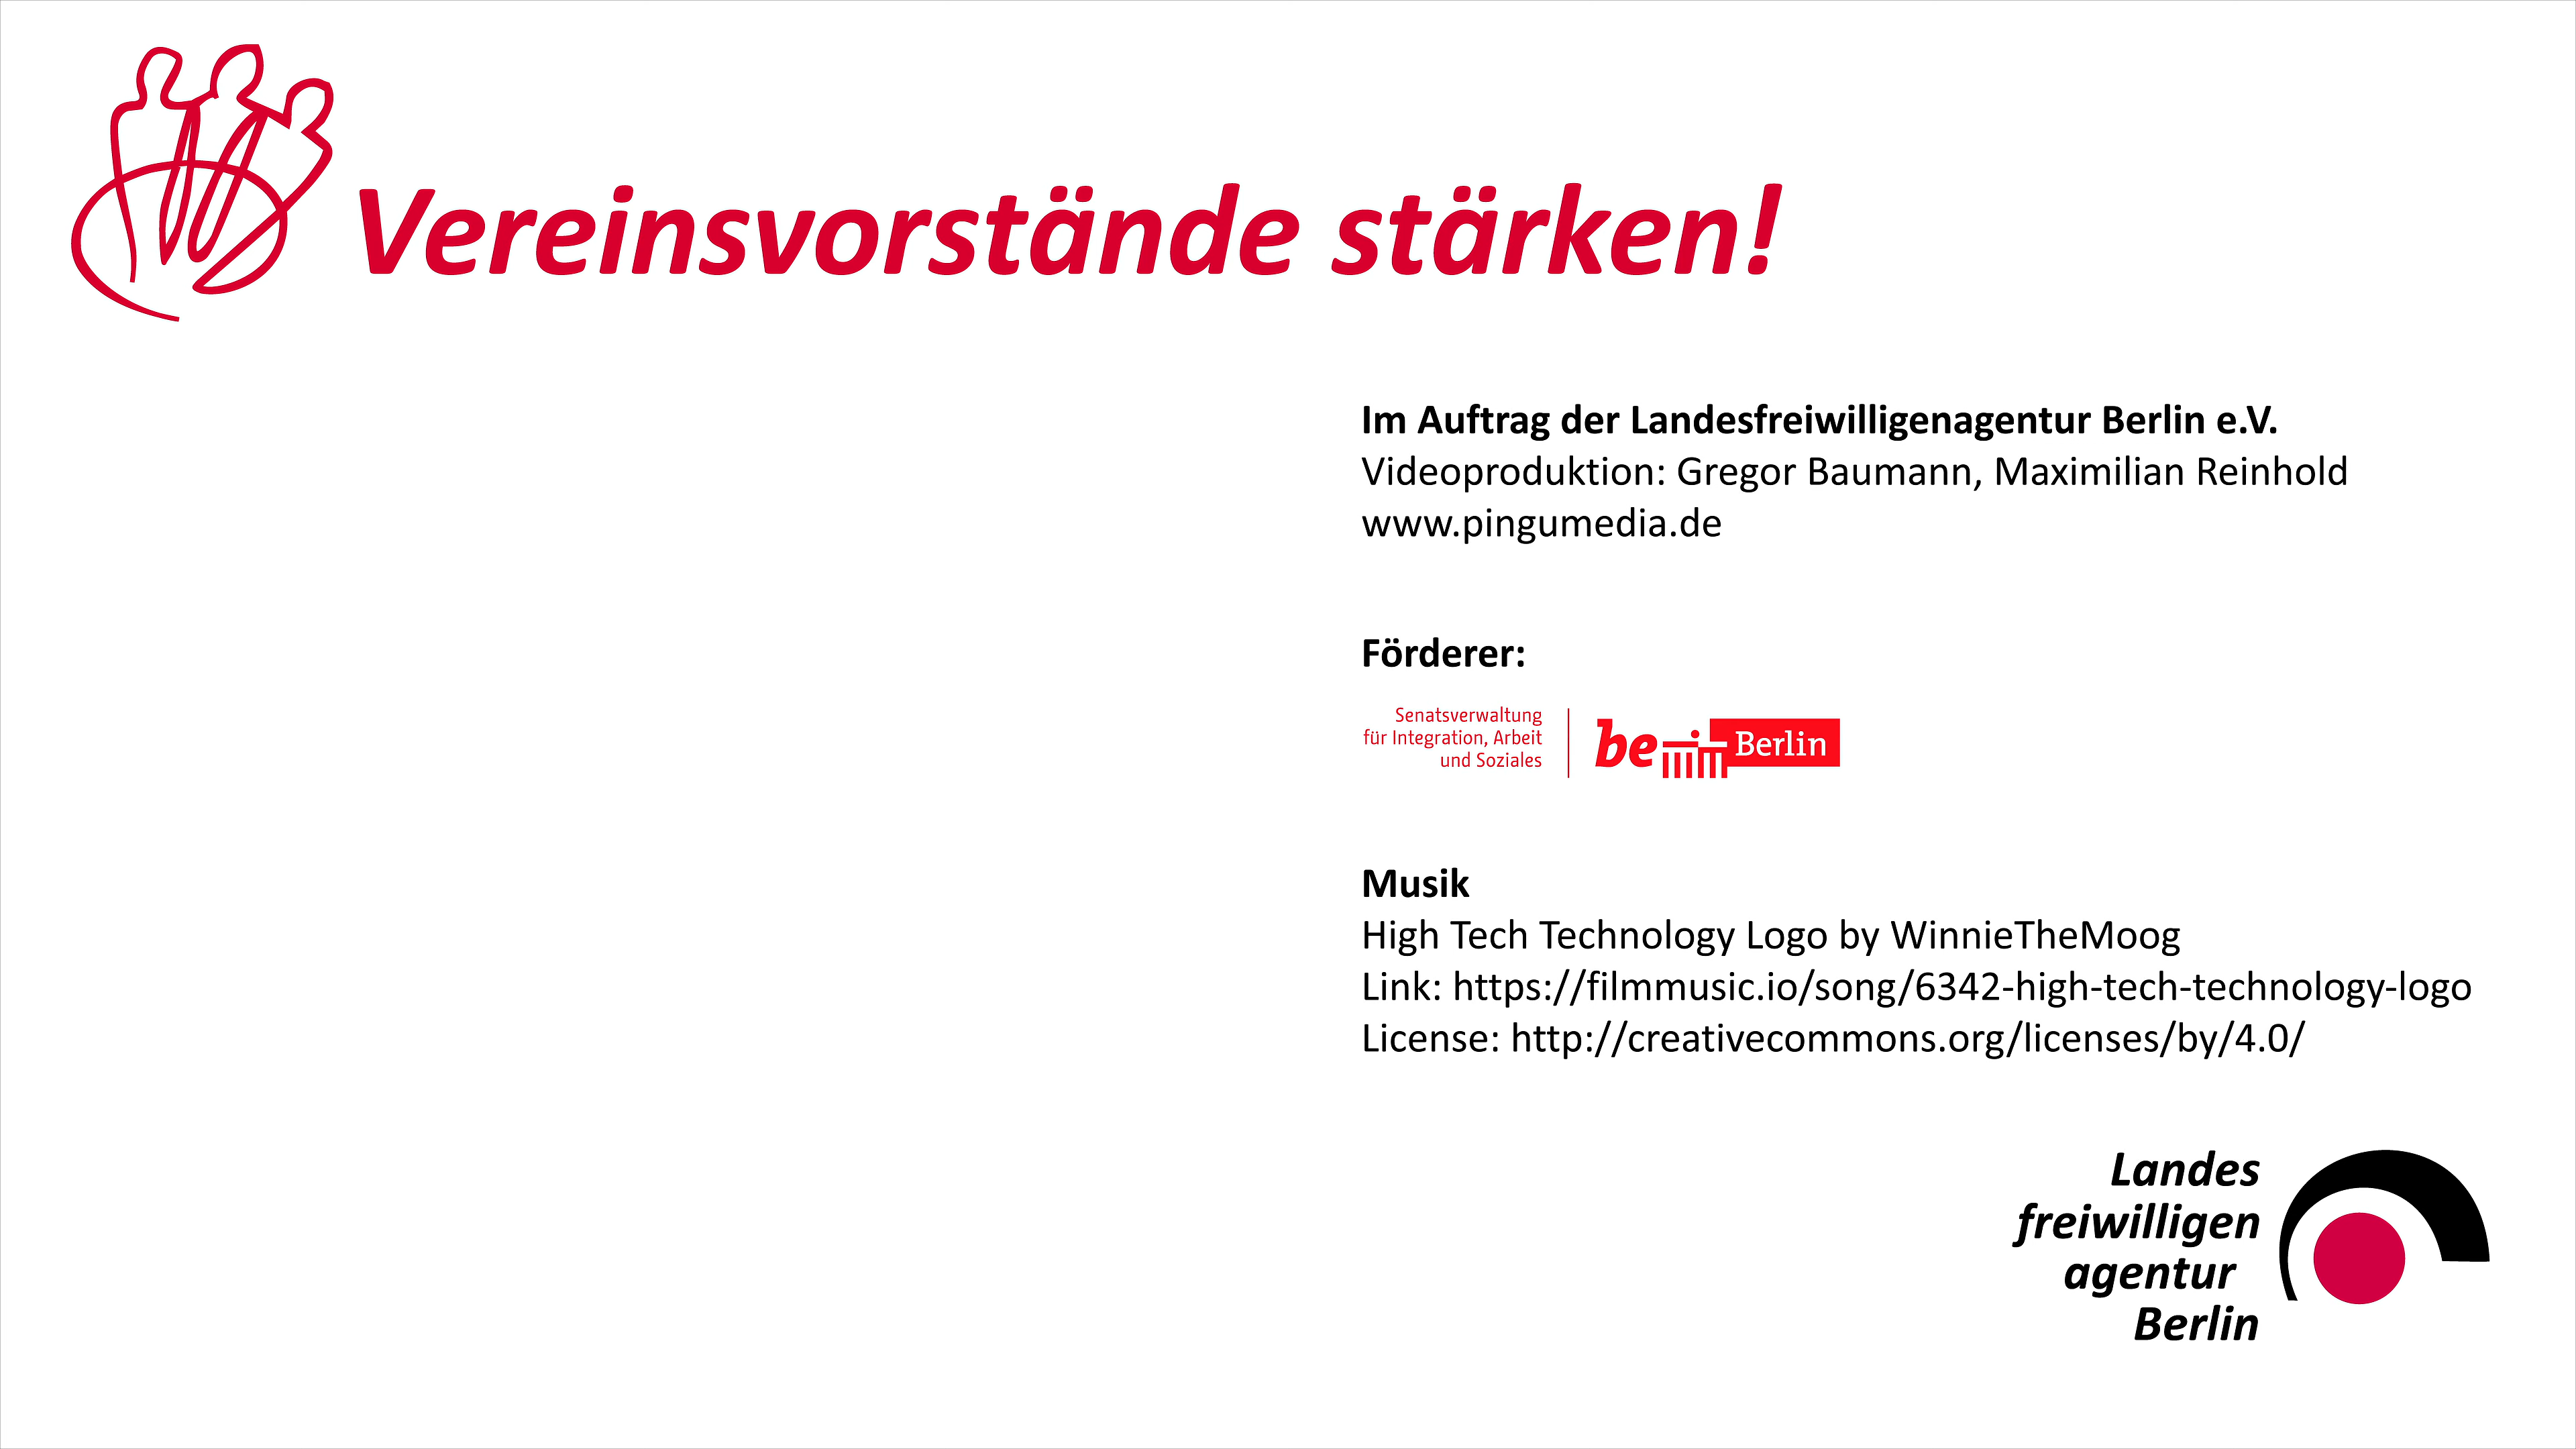 Vereinsvorstände stärken!
Im Auftrag der Landesfreiwilligenagentur Berlin e.V.
Videoproduktion: Gregor Baumann, Maximilian Reinhold
www.pingumedia.de
Förderer:
Senatsverwaltung
für Integration, Arbeit
und Soziales
be Berlin
Musik
High Tech Technology Logo by WinnieTheMoog
Link: https://filmmusic.io/song/6342-high-tech-technology-logo
License: http://creativecommons.org/licenses/by/4.0/
Landes
freiwilligen
agentur
Berlin